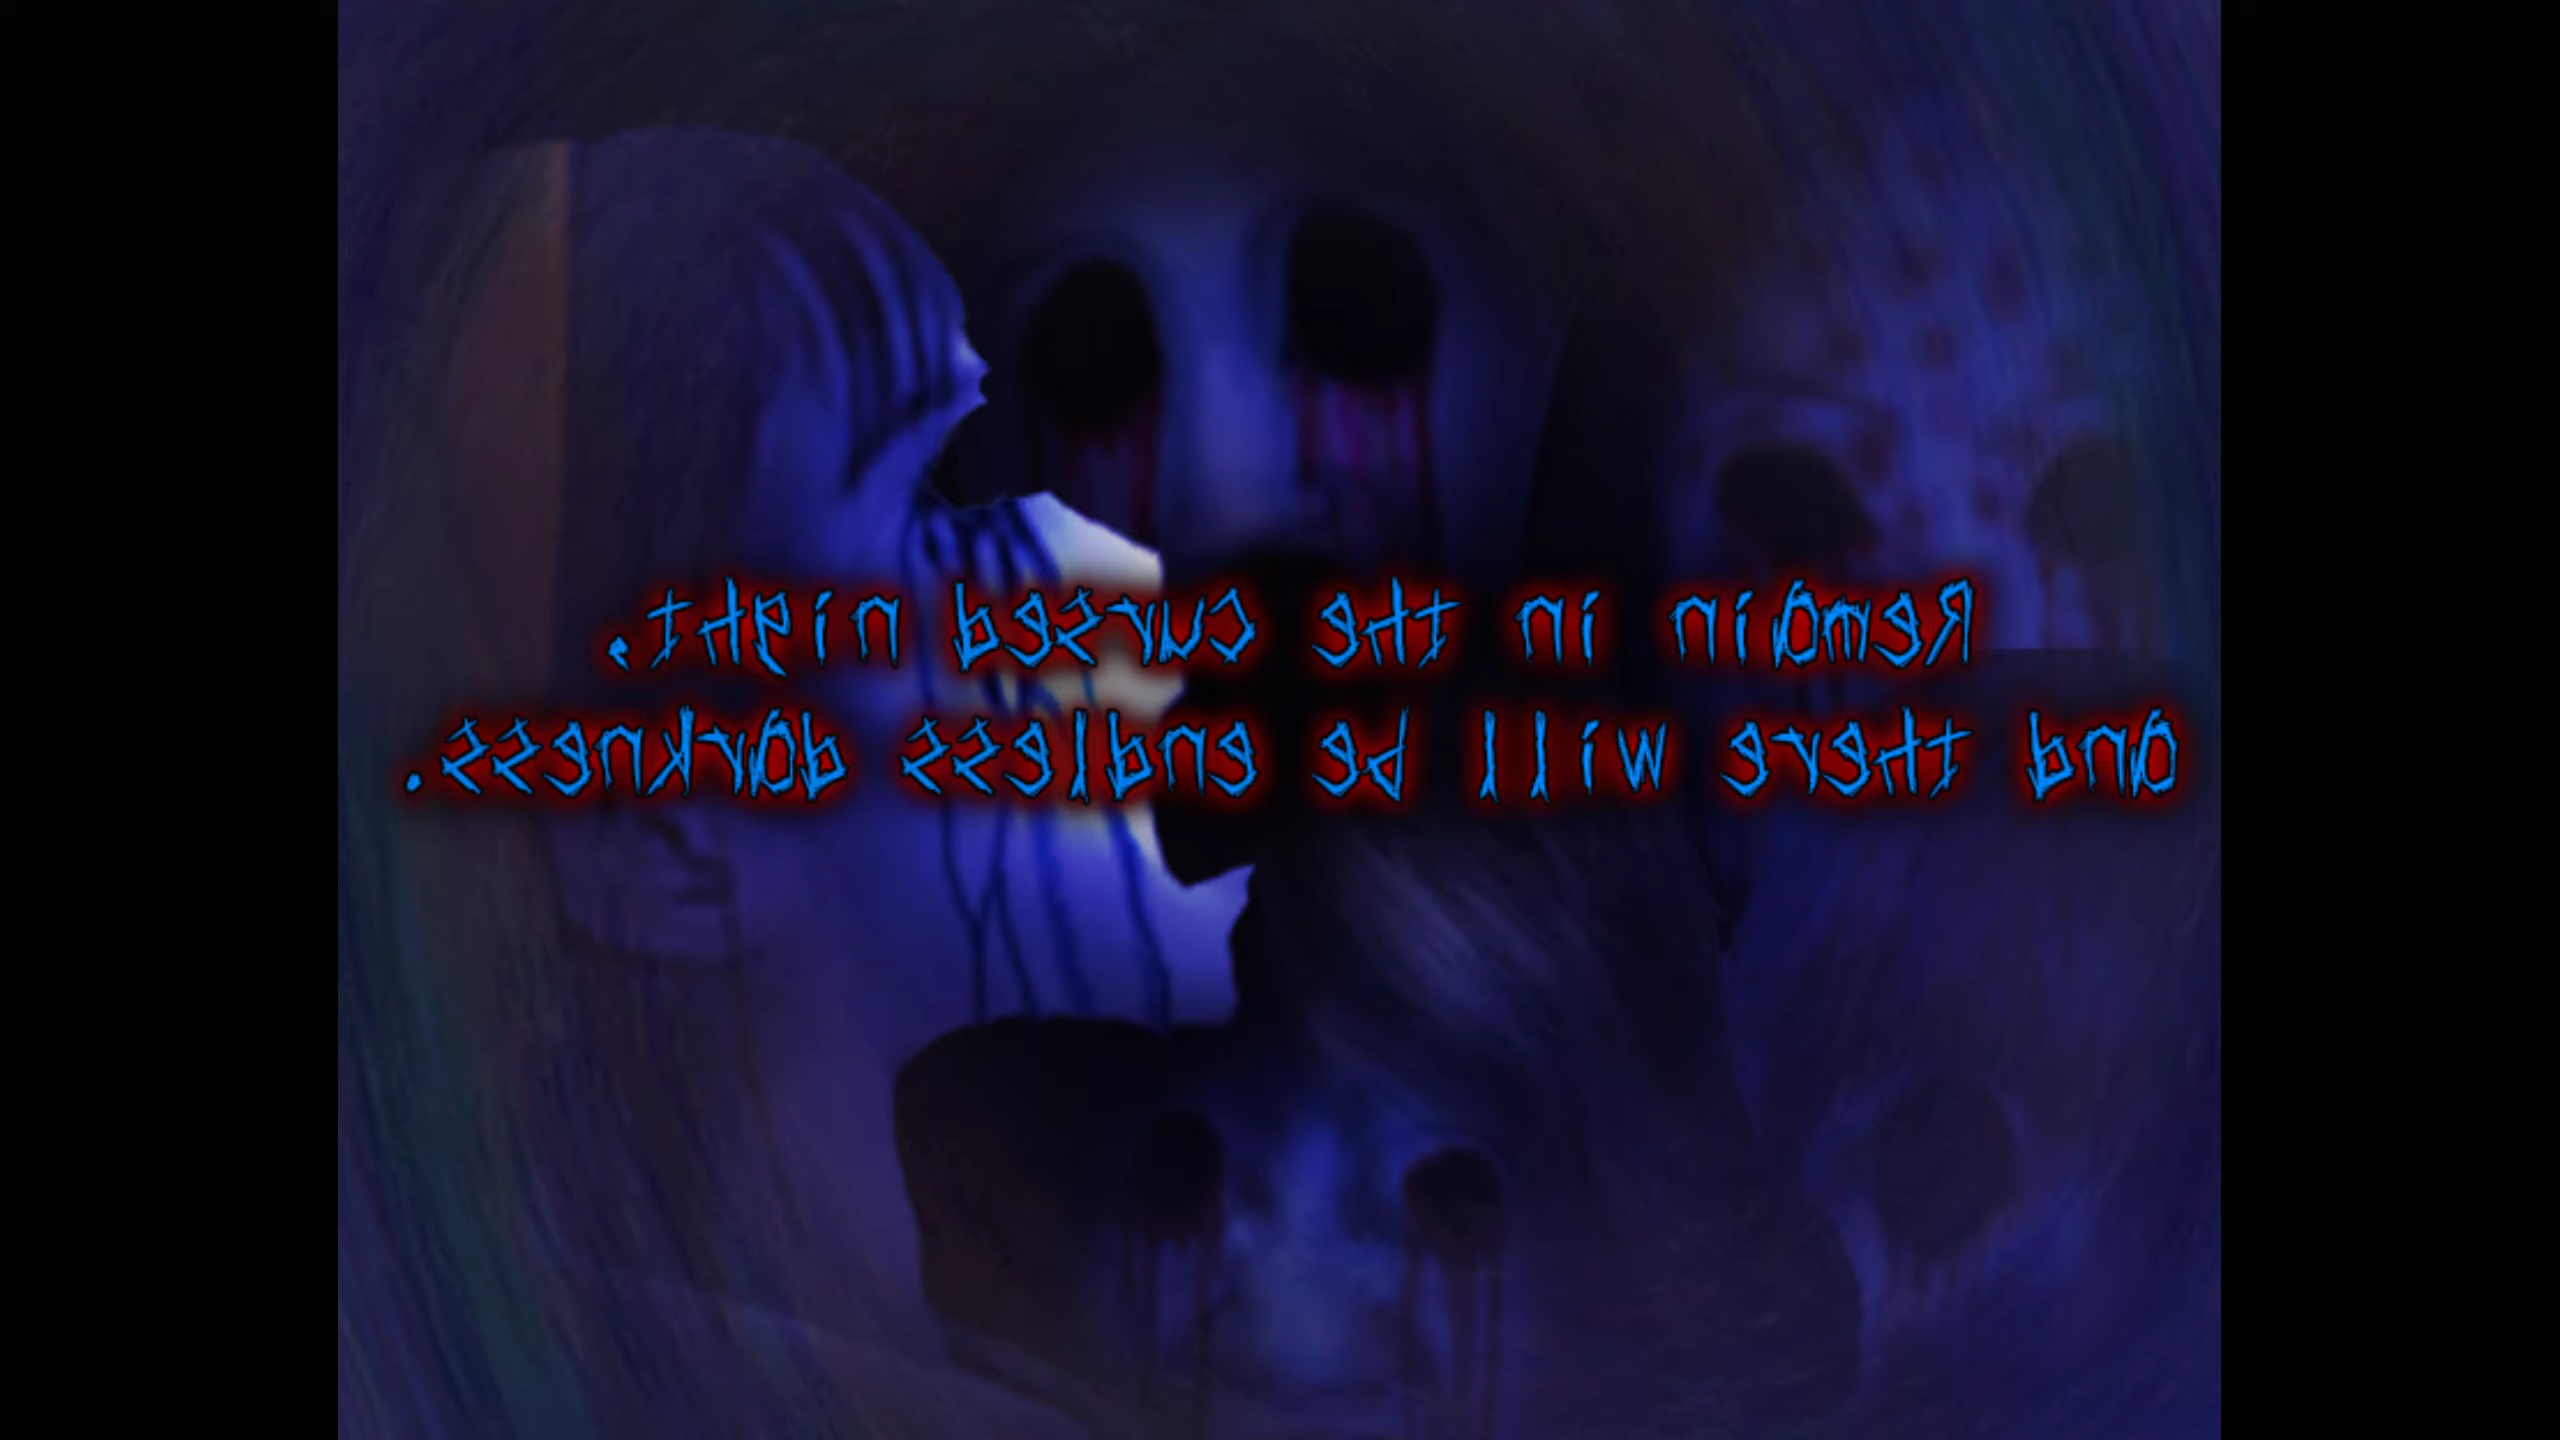 Remain in the cursed night.
and there will be endless darkness.